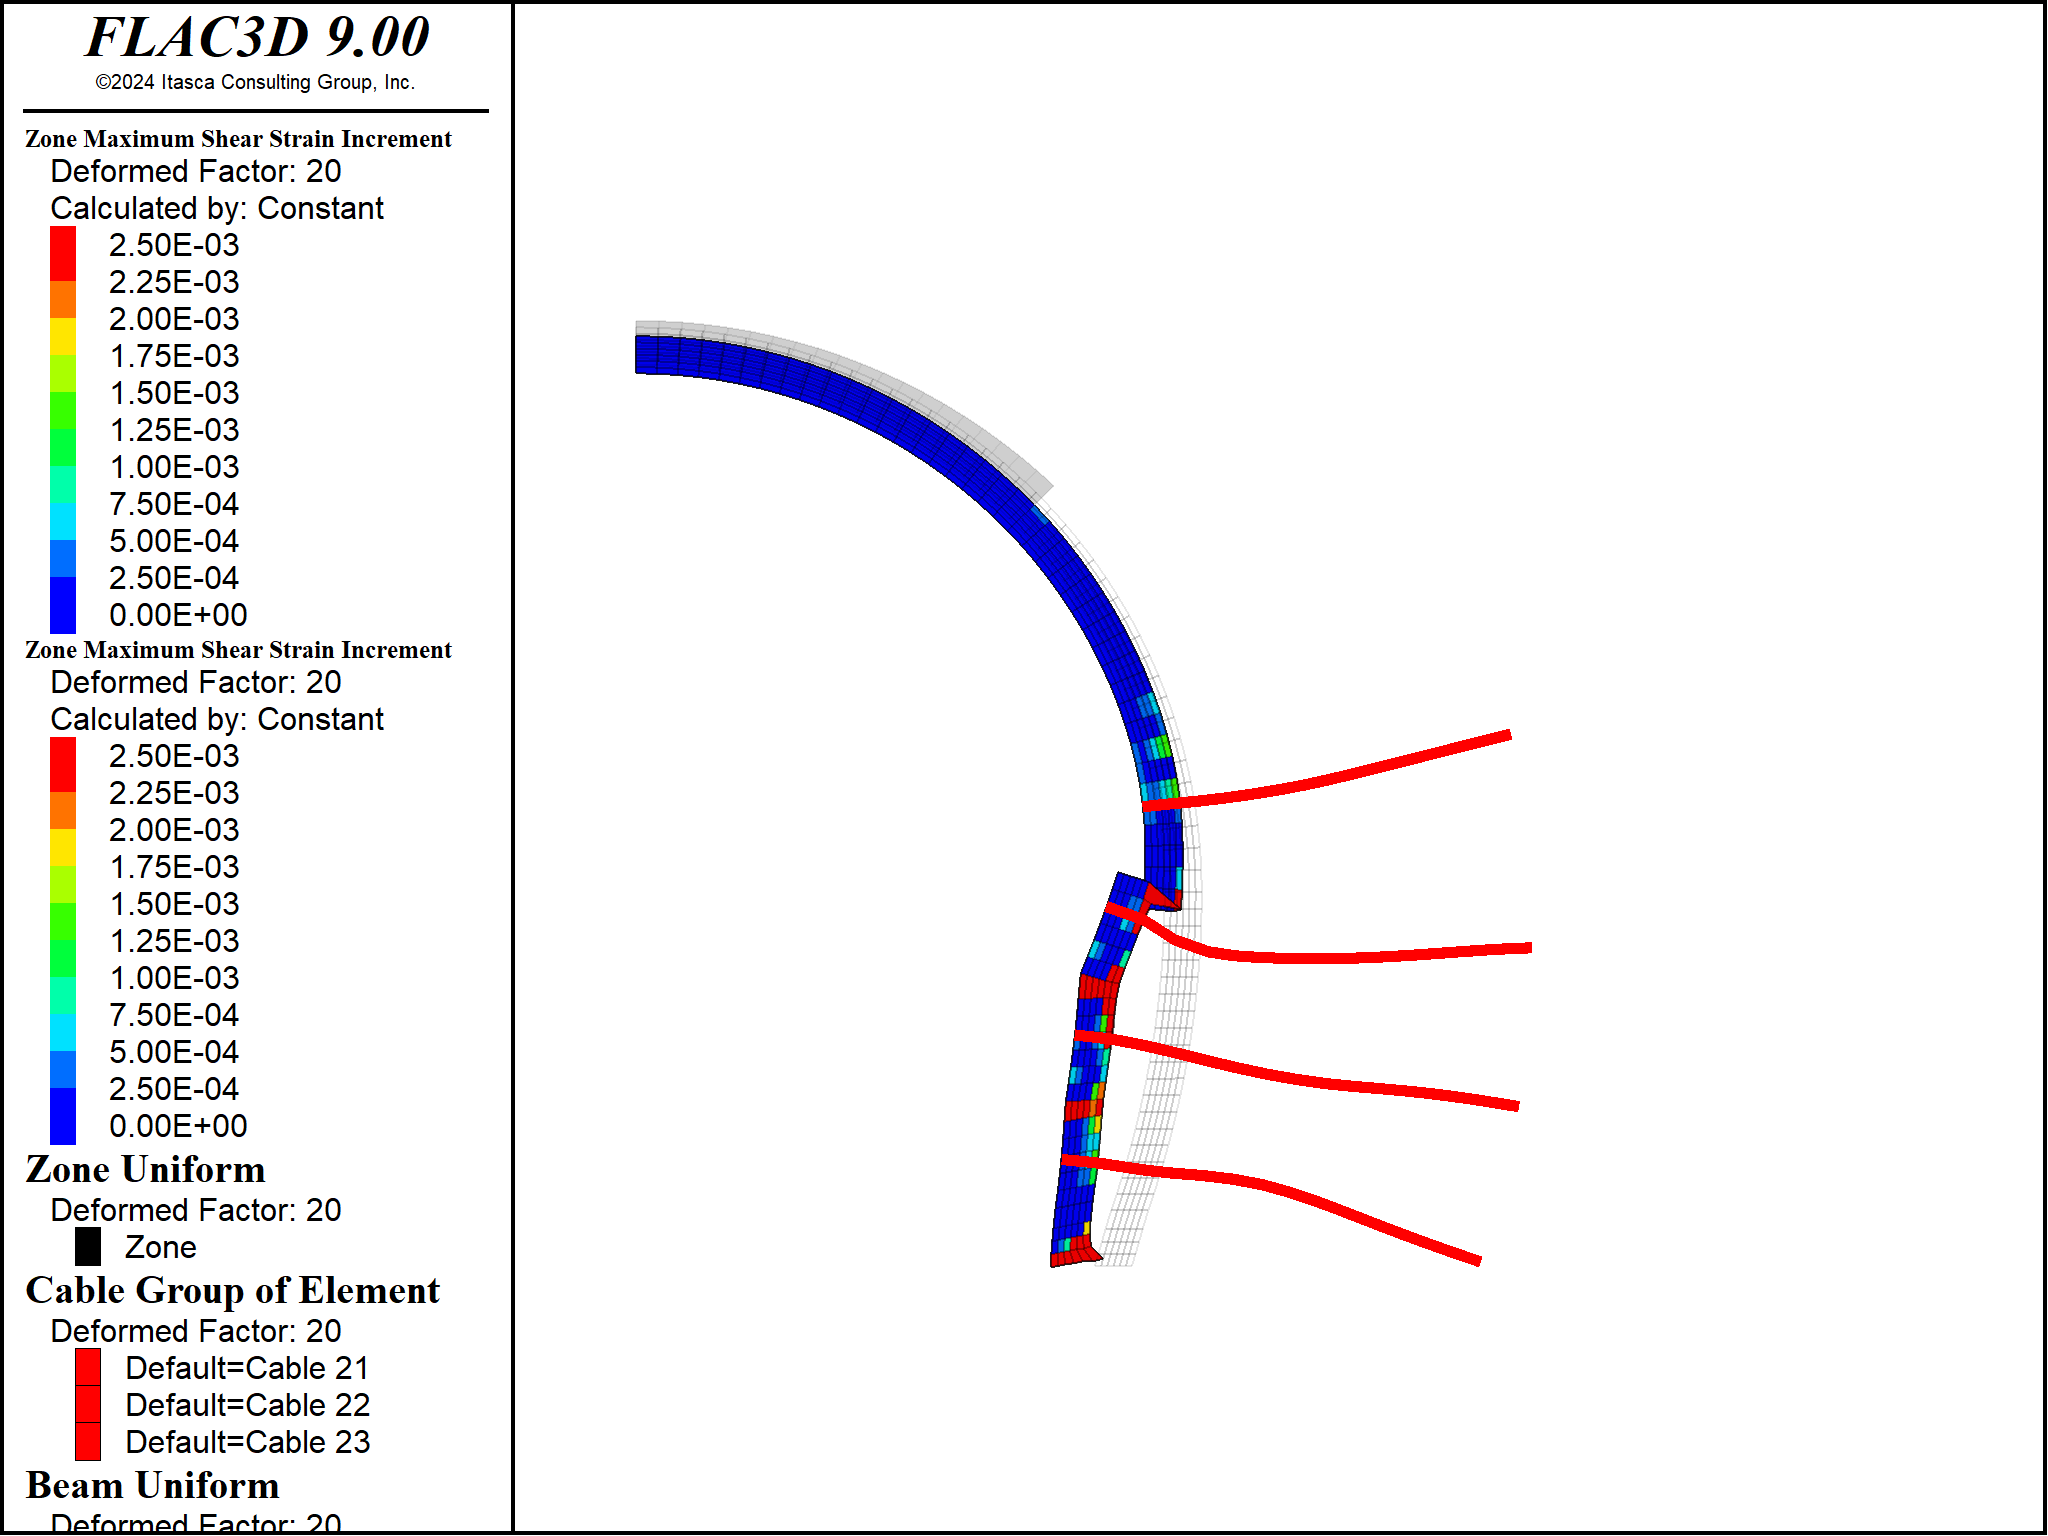 FLAC3D 9.00
©2024 Itasca Consulting Group, Inc.
Zone Maximum Shear Strain Increment
Deformed Factor: 20
Calculated by: Constant
2.50E-03
2.25E-03
2.00E-03
1.75E-03
1.50E-03
1.25E-03
1.00E-03
7.50E-04
5.00E-04
2.50E-04
0.00E+00
Zone Maximum Shear Strain Increment
Deformed Factor: 20
Calculated by: Constant
2.50E-03
2.25E-03
2.00E-03
1.75E-03
1.50E-03
1.25E-03
1.00E-03
7.50E-04
5.00E-04
2.50E-04
0.00E+00
Zone Uniform
Deformed Factor: 20
Zone
Cable Group of Element
Deformed Factor: 20
Default=Cable 21
Default=Cable 22
Default=Cable 23
Beam Uniform
Deformed Factor: 20